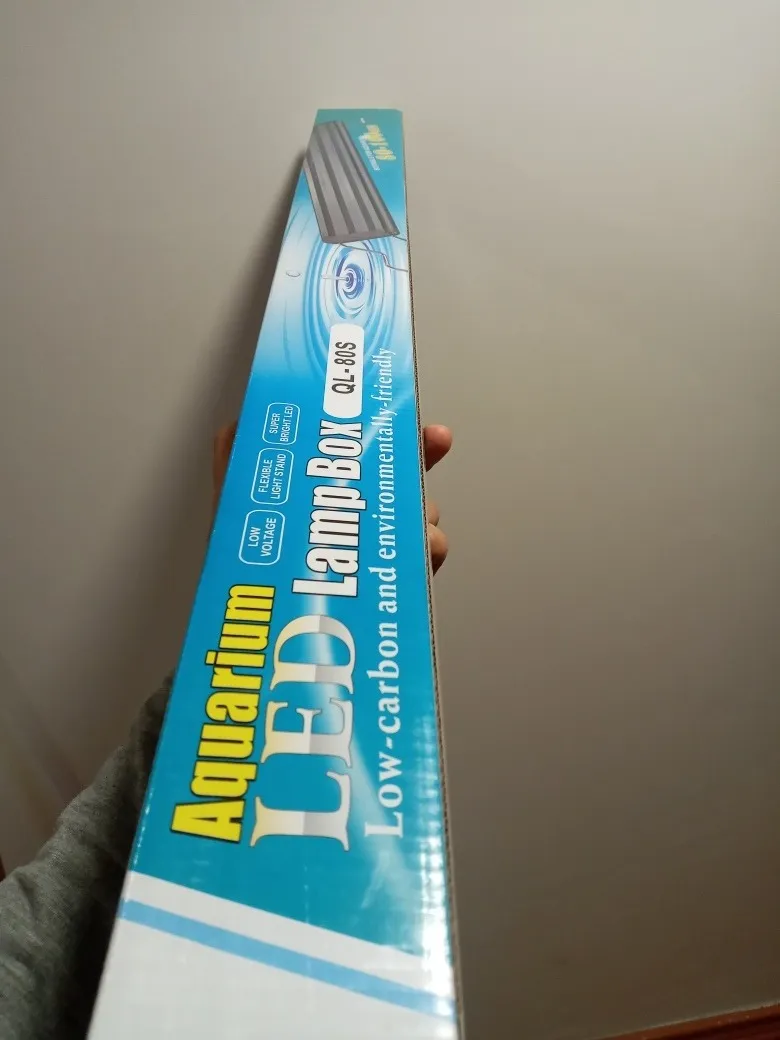 Aquarium
LED Lamp Box QL-80S
Low-carbon and environmentally-friendly
LOW
VOLTAGE
FLEXIBLE
LIGHT STAND
SUPER
BRIGHT LED